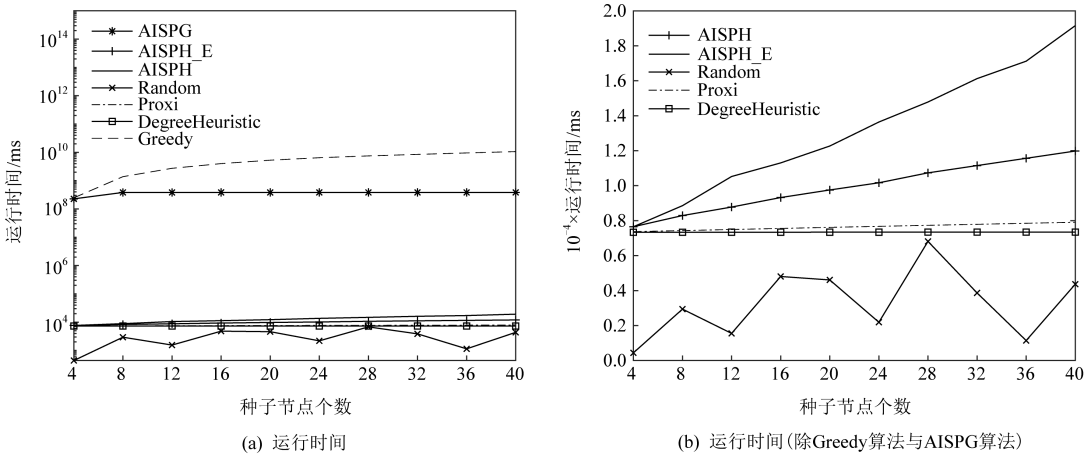 10^14
10^12
10^10
10^8
10^6
10^4
运行时间/ms
AISPG
AISPH_E
AISPH
Random
Proxi
DegreeHeuristic
Greedy
4 8 12 16 20 24 28 32 36 40
种子节点个数
(a) 运行时间
2.0
1.8
1.6
1.4
1.2
1.0
0.8
0.6
0.4
0.2
0.0
10^-4×运行时间/ms
AISPH
AISPH_E
Random
Proxi
DegreeHeuristic
4 8 12 16 20 24 28 32 36 40
种子节点个数
(b) 运行时间(除Greedy算法与AISPG算法)